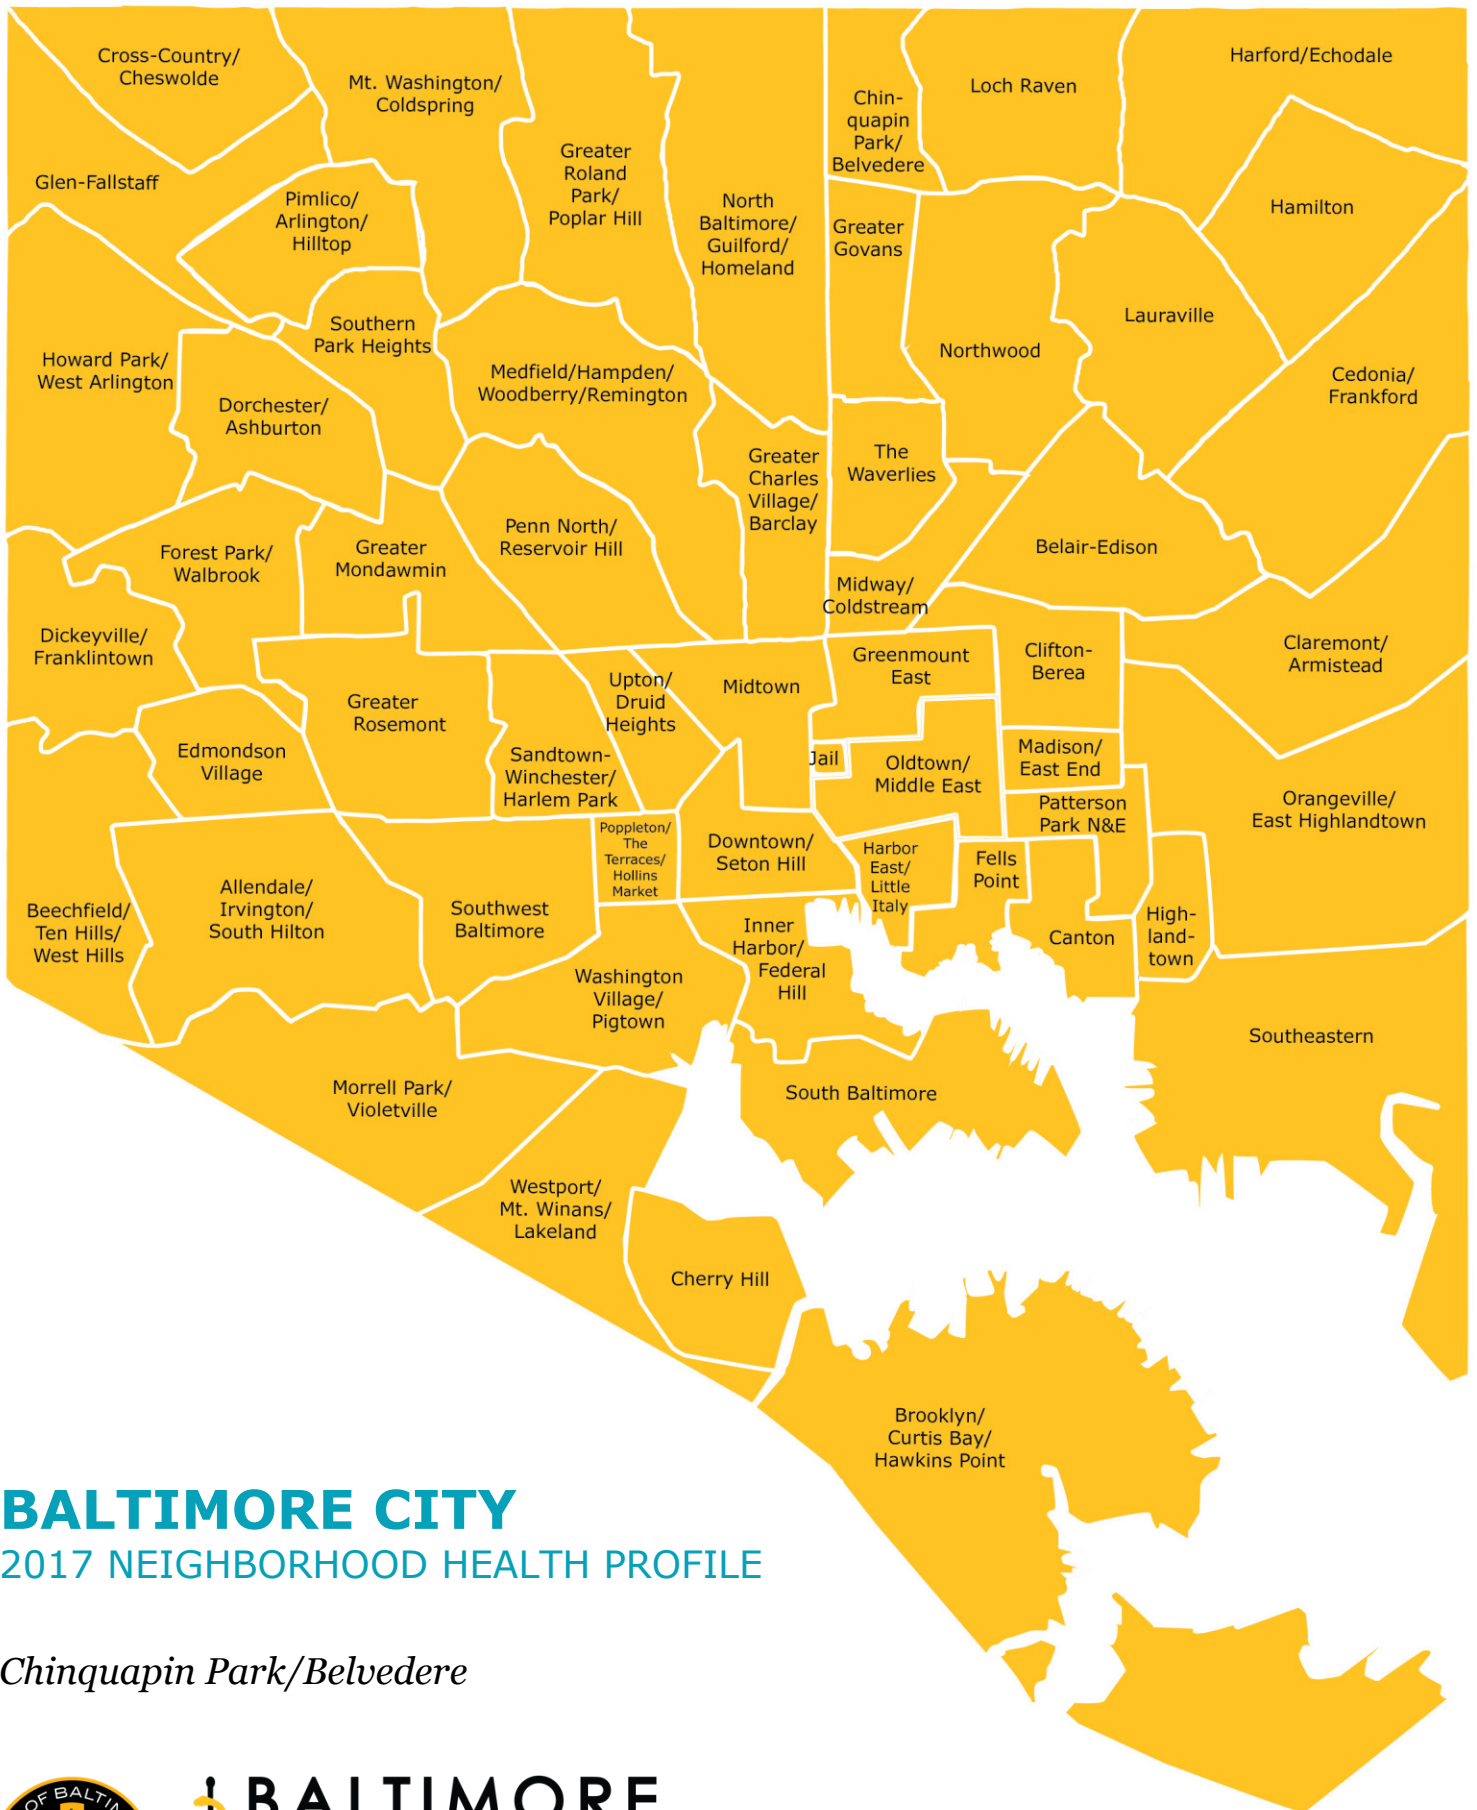 Cross-Country/
Cheswolde
Mt. Washington/
Coldspring
Greater
Roland
Park/
Poplar Hill
North
Baltimore/
Guilford/
Homeland
Chin-
quapin
Park/
Belvedere
Loch Raven
Harford/Echodale
Glen-Fallstaff
Pimlico/
Arlington/
Hilltop
Greater
Govans
Hamilton
Southern
Park Heights
Lauraville
Northwood
Howard Park/
West Arlington
Medfield/Hampden/
Woodberry/Remington
Cedonia/
Frankford
Dorchester/
Ashburton
Greater
Charles
Village/
Barclay
The
Waverlies
Penn North/
Reservoir Hill
Belair-Edison
Forest Park/
Walbrook
Greater
Mondawmin
Midway/
Coldstream
Dickeyville/
Franklintown
Greenmount
East
Clifton-
Berea
Claremont/
Armistead
Upton/
Druid
Heights
Midtown
Greater
Rosemont
Edmondson
Village
Sandtown-
Winchester/
Harlem Park
Jail
Oldtown/
Middle East
Madison/
East End
Patterson
Park N&E
Orangeville/
East Highlandtown
Poppleton/
The
Terraces/
Hollins
Market
Downtown/
Seton Hill
Harbor
East/
Little
Italy
Fells
Point
Beechfield/
Ten Hills/
West Hills
Allendale/
Irvington/
South Hilton
Southwest
Baltimore
Inner
Harbor/
Federal
Hill
Canton
High-
land-
town
Washington
Village/
Pigtown
Southeastern
Morrell Park/
Violetville
South Baltimore
Westport/
Mt. Winans/
Lakeland
Cherry Hill
Brooklyn/
Curtis Bay/
Hawkins Point
BALTIMORE CITY
2017 NEIGHBORHOOD HEALTH PROFILE
Chinquapin Park/Belvedere
BALTIMORE